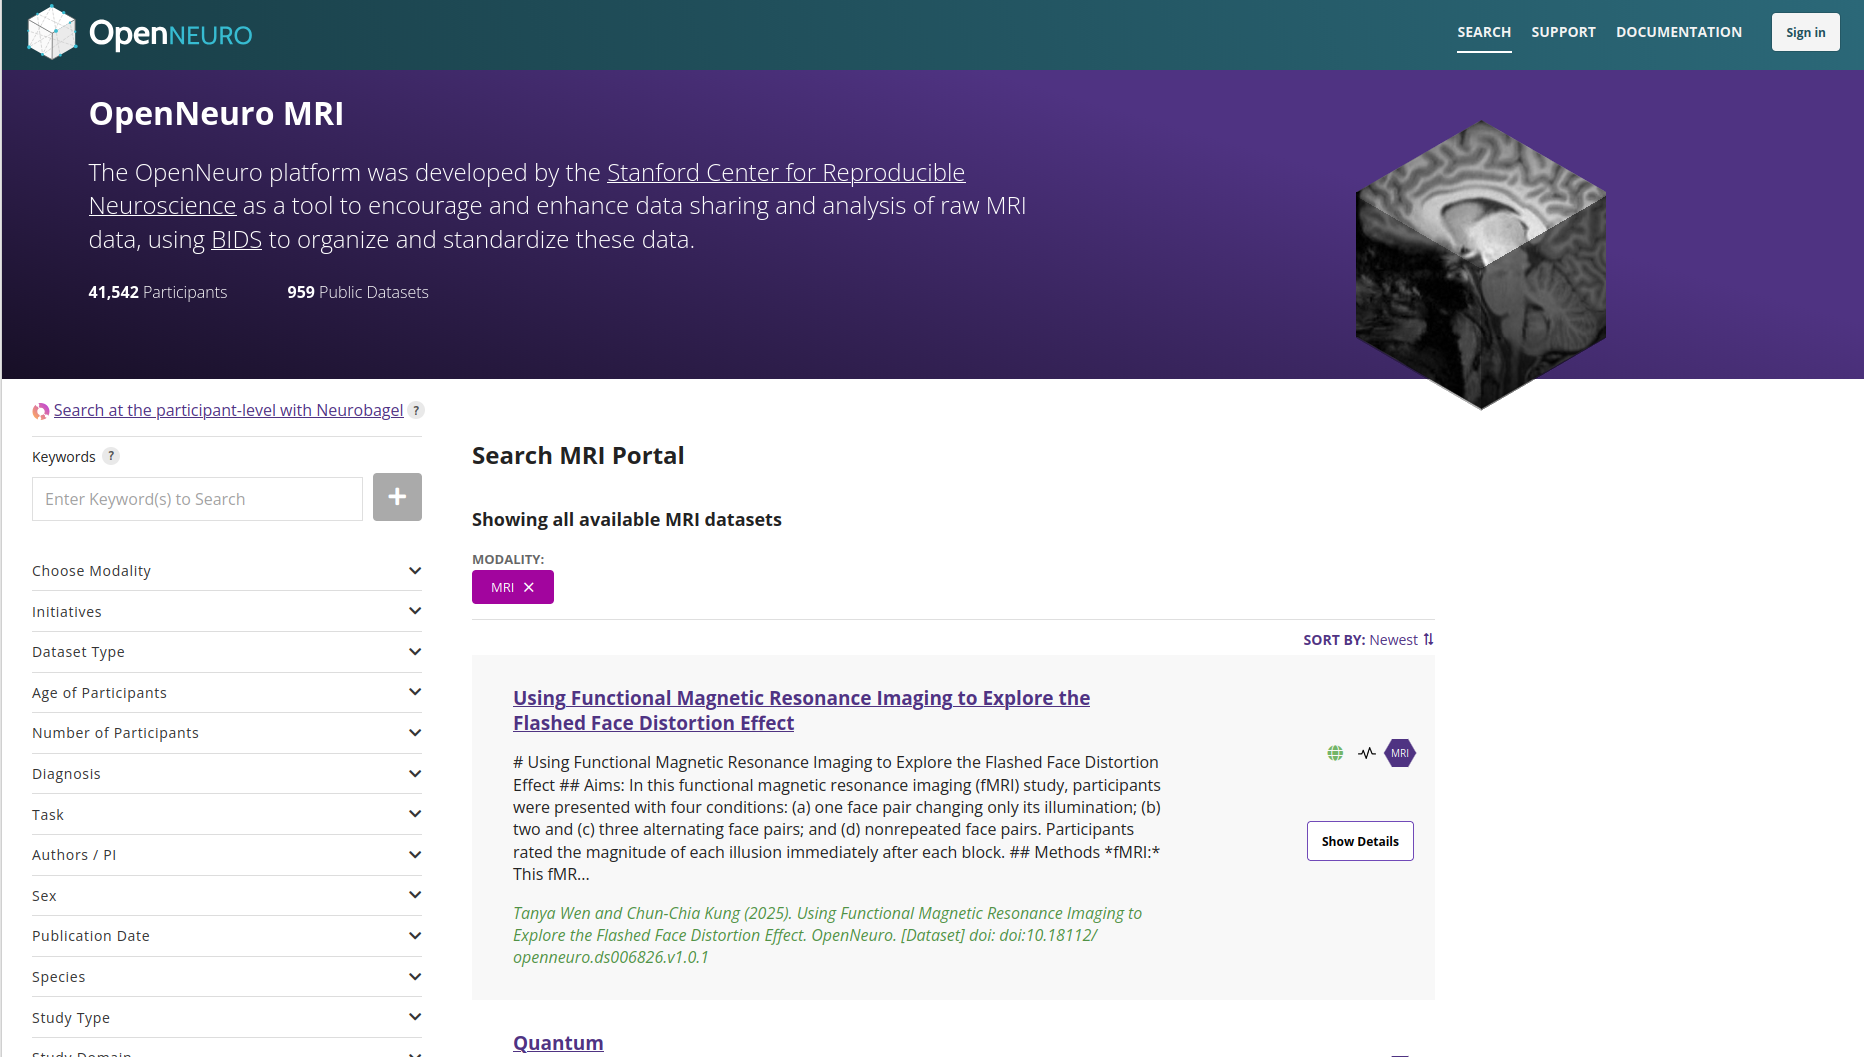 OpenNEURO
SEARCH SUPPORT DOCUMENTATION Sign in
OpenNeuro MRI
The OpenNeuro platform was developed by the Stanford Center for Reproducible
Neuroscience as a tool to encourage and enhance data sharing and analysis of raw MRI
data, using BIDS to organize and standardize these data.
41,542 Participants 959 Public Datasets
Search at the participant-level with Neurobagel ?
Keywords ?
Enter Keyword(s) to Search
Choose Modality
Initiatives
Dataset Type
Age of Participants
Number of Participants
Diagnosis
Task
Authors / PI
Sex
Publication Date
Species
Study Type
Study Domain
Search MRI Portal
Showing all available MRI datasets
MODALITY:
MRI ✕
SORT BY: Newest
Using Functional Magnetic Resonance Imaging to Explore the
Flashed Face Distortion Effect
# Using Functional Magnetic Resonance Imaging to Explore the Flashed Face Distortion
Effect ## Aims: In this functional magnetic resonance imaging (fMRI) study, participants
were presented with four conditions: (a) one face pair changing only its illumination; (b)
two and (c) three alternating face pairs; and (d) nonrepeated face pairs. Participants
rated the magnitude of each illusion immediately after each block. ## Methods *fMRI:*
This fMR...
MRI
Show Details
Tanya Wen and Chun-Chia Kung (2025). Using Functional Magnetic Resonance Imaging to
Explore the Flashed Face Distortion Effect. OpenNeuro. [Dataset] doi: doi:10.18112/
openneuro.ds006826.v1.0.1
Quantum